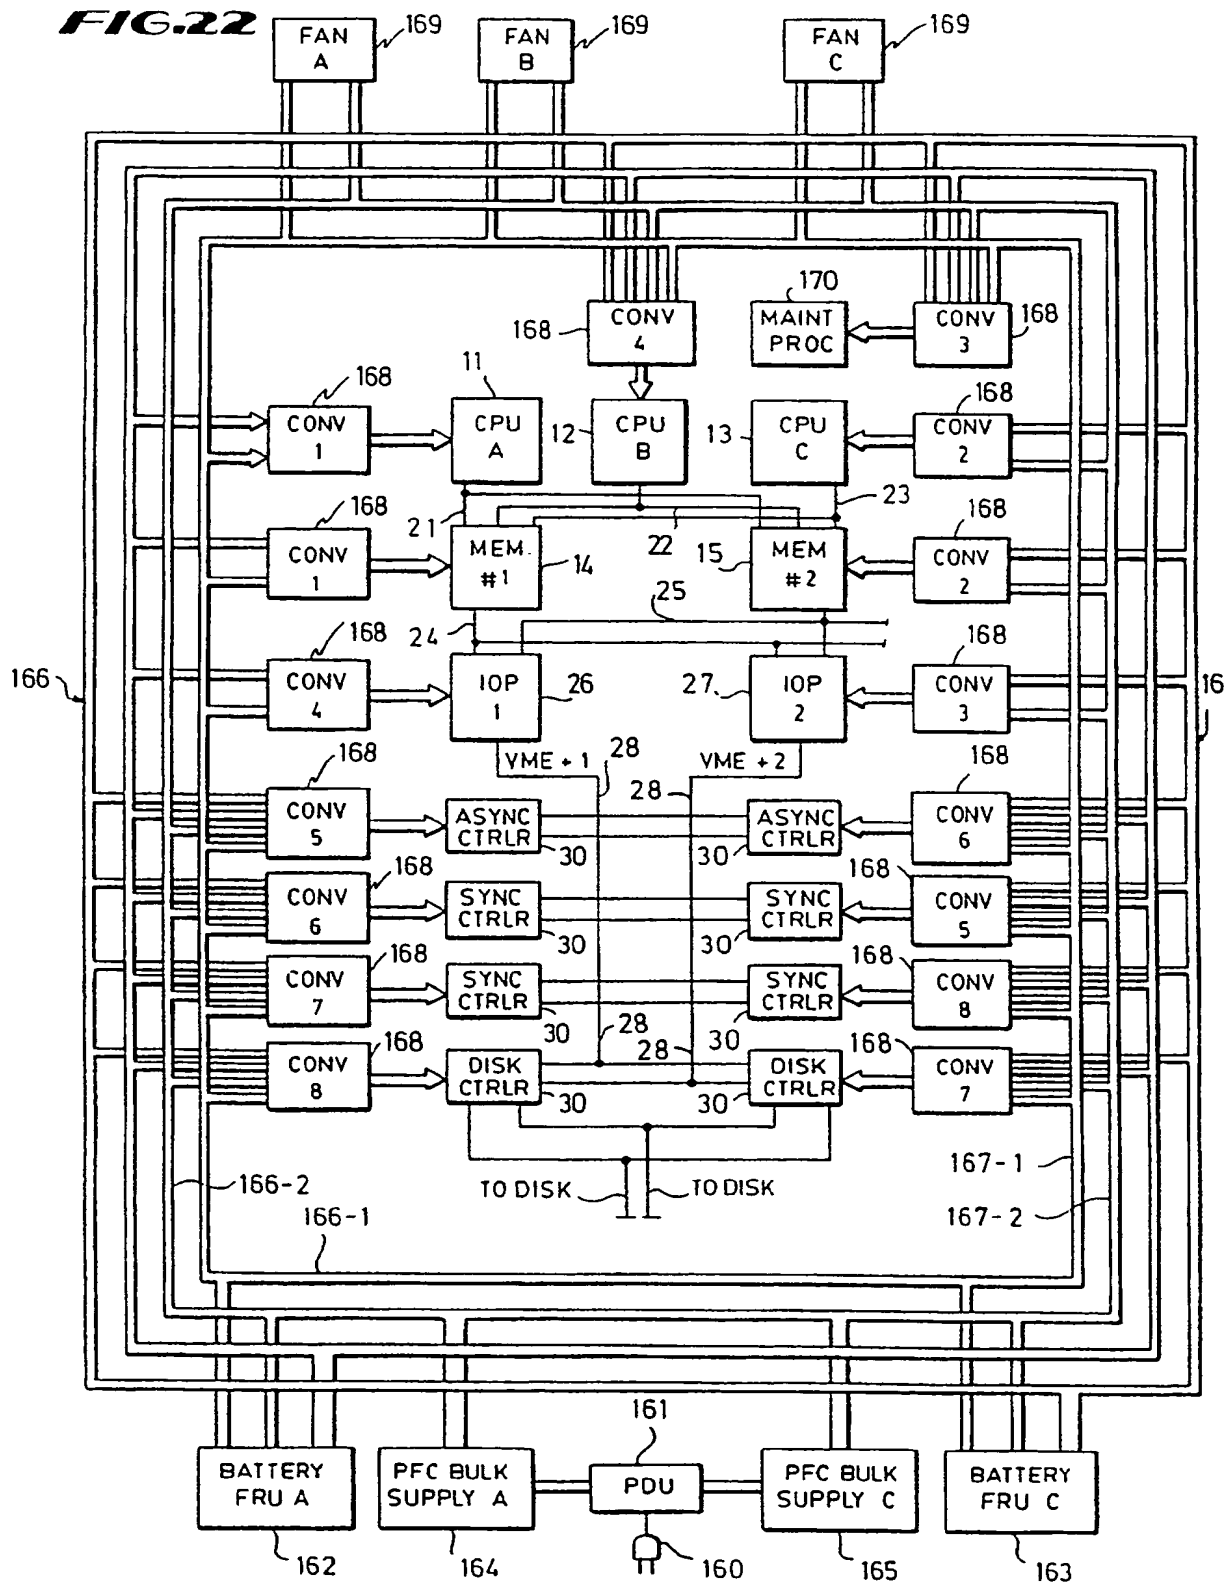 FIG.22
FAN A
169
FAN B
169
FAN C
169
168
CONV 4
170
MAINT PROC
CONV 3
168
168
CONV 1
11
CPU A
12
CPU B
13
CPU C
168
CONV 2
21
22
23
168
CONV 1
MEM. #1
14
15
MEM #2
168
CONV 2
24
25
168
CONV 4
IOP 1
26
27.
IOP 2
168
CONV 3
166
16
VME + 1
28
VME + 2
28
168
CONV 5
ASYNC CTRLR
30
ASYNC CTRLR
30
168
CONV 6
168
CONV 6
SYNC CTRLR
30
SYNC CTRLR
30
168
CONV 5
168
CONV 7
SYNC CTRLR
30
SYNC CTRLR
30
168
CONV 8
28
28
168
CONV 8
DISK CTRLR
30
DISK CTRLR
30
168
CONV 7
166-2
TO DISK
TO DISK
167-1
166-1
167-2
161
BATTERY FRU A
PFC BULK SUPPLY A
PDU
PFC BULK SUPPLY C
BATTERY FRU C
162
164
160
165
163